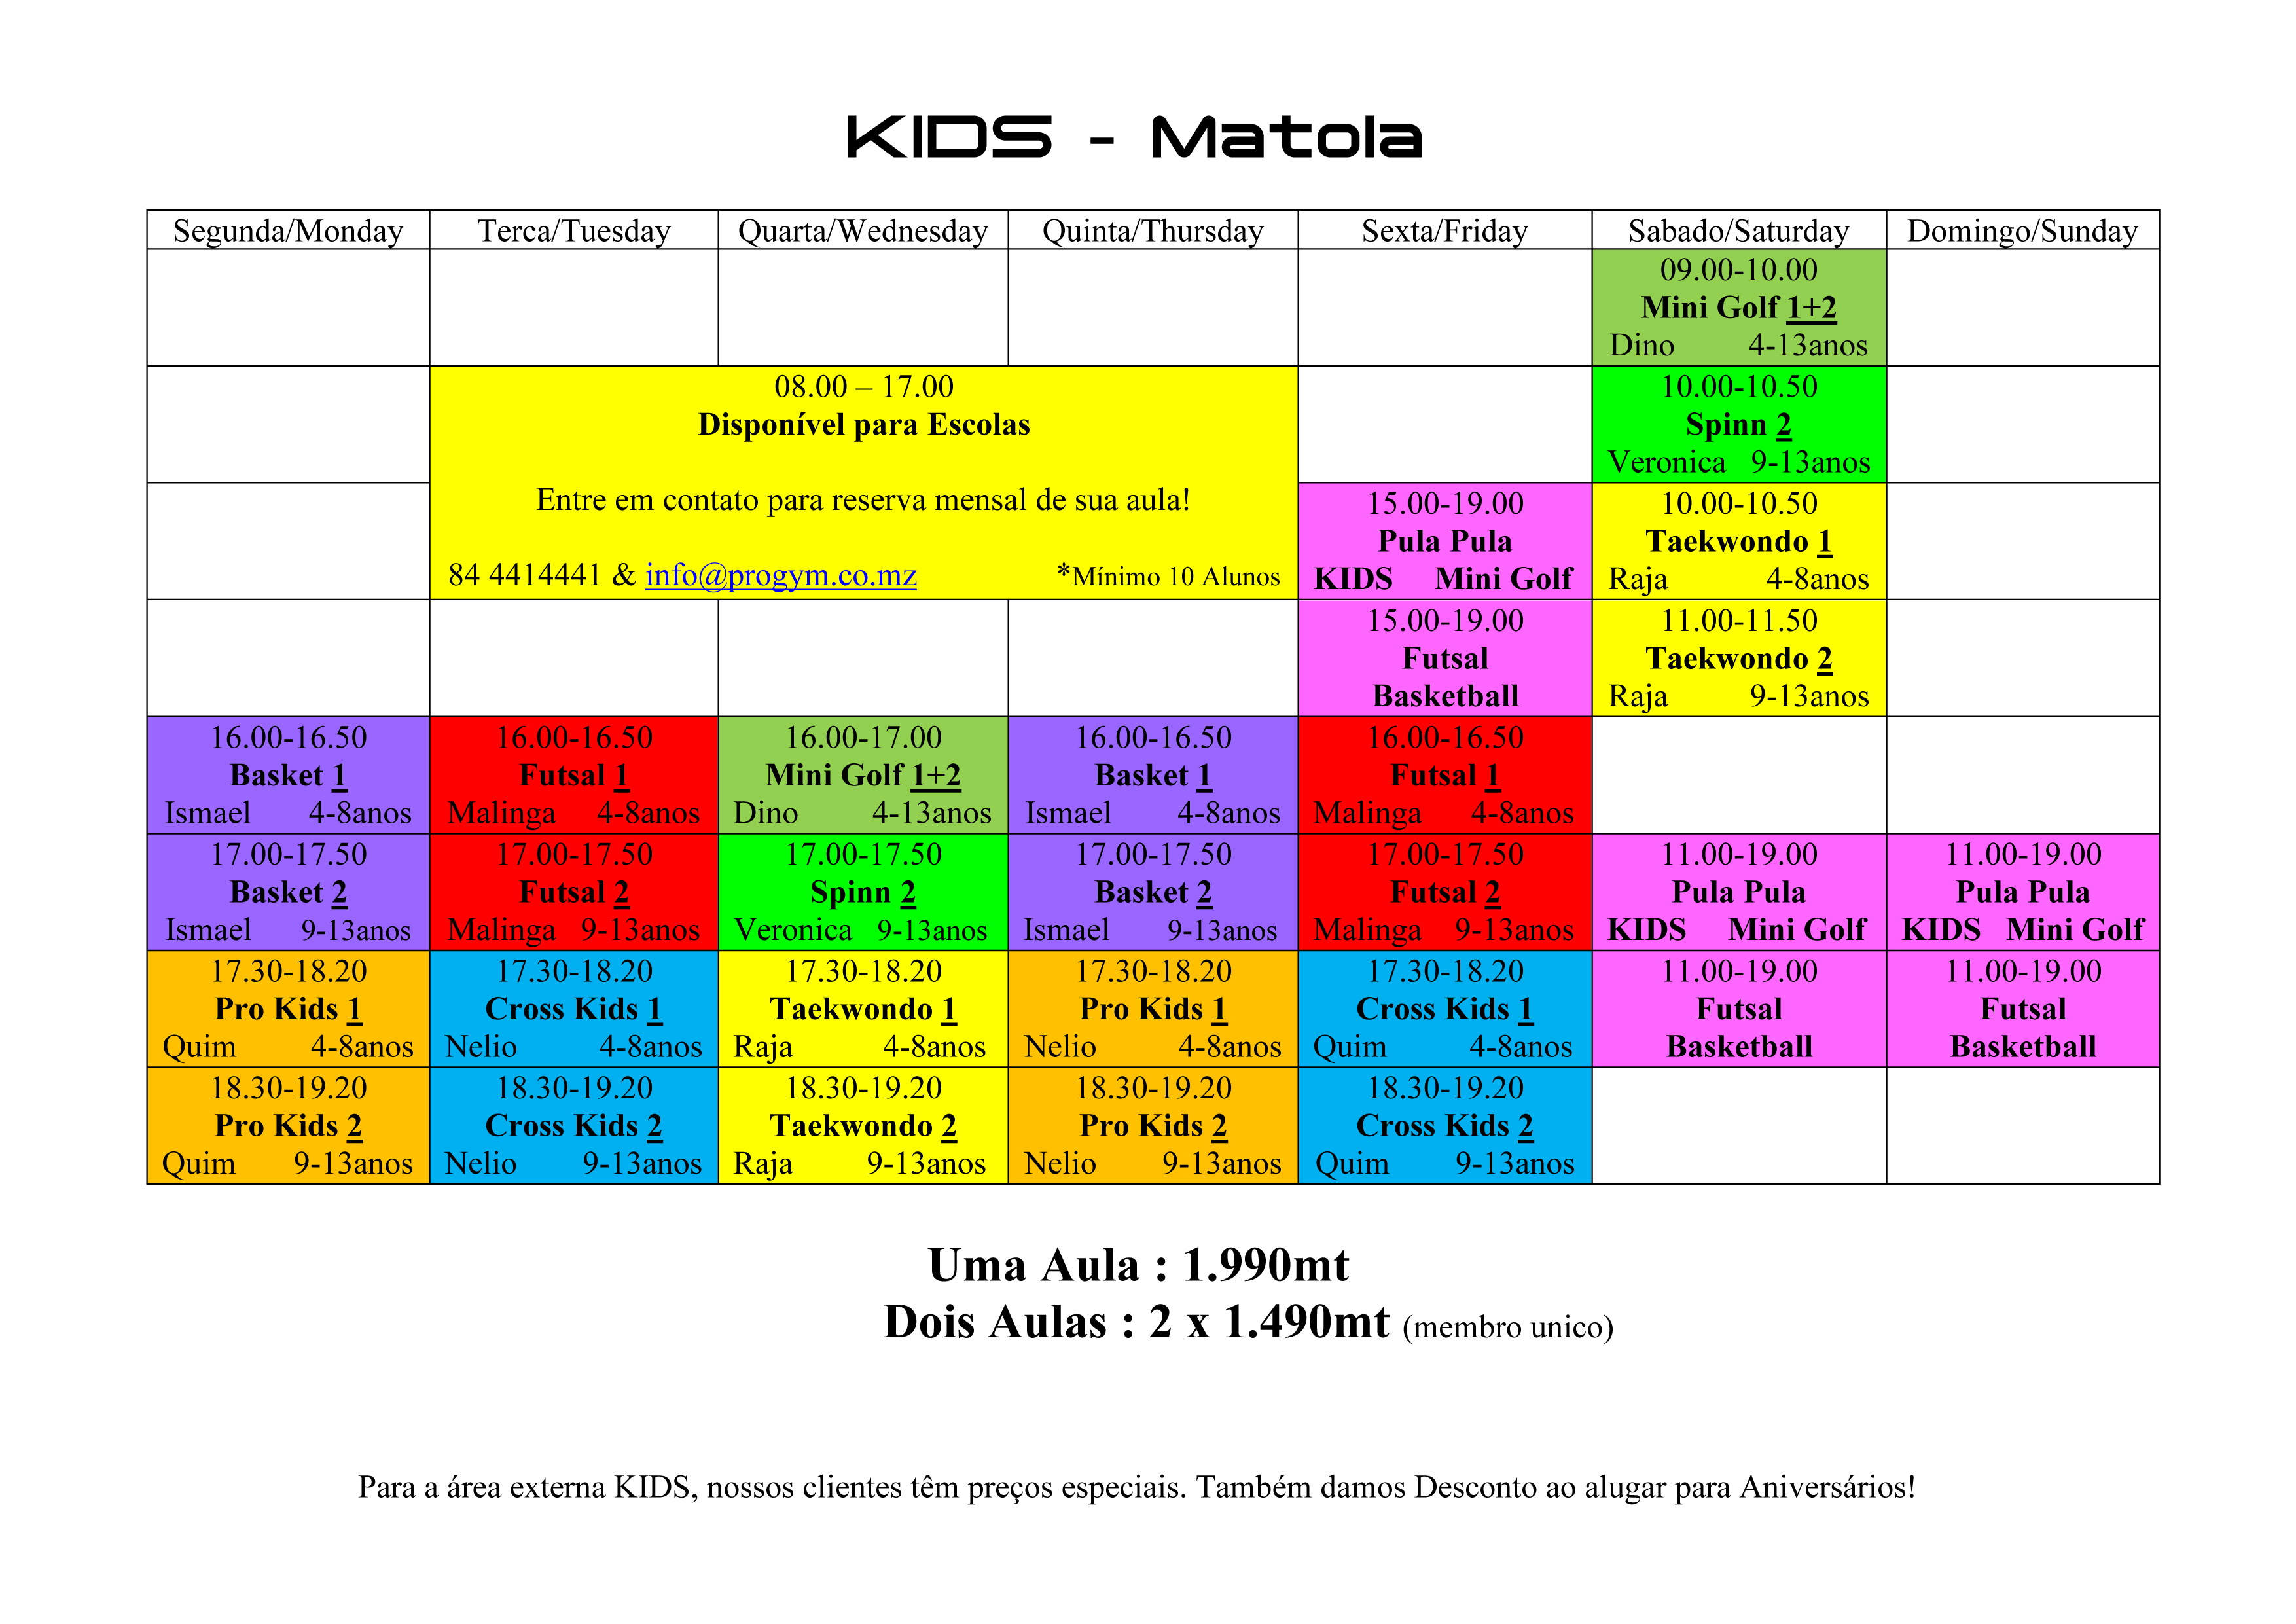 KIDS - Matola
Segunda/Monday Terca/Tuesday Quarta/Wednesday Quinta/Thursday Sexta/Friday Sabado/Saturday Domingo/Sunday
09.00-10.00
Mini Golf 1+2
Dino 4-13anos
08.00 – 17.00
Disponível para Escolas
Entre em contato para reserva mensal de sua aula!
84 4414441 & info@progym.co.mz *Mínimo 10 Alunos
10.00-10.50
Spinn 2
Veronica 9-13anos
15.00-19.00
Pula Pula
KIDS Mini Golf
10.00-10.50
Taekwondo 1
Raja 4-8anos
15.00-19.00
Futsal
Basketball
11.00-11.50
Taekwondo 2
Raja 9-13anos
16.00-16.50
Basket 1
Ismael 4-8anos
16.00-16.50
Futsal 1
Malinga 4-8anos
16.00-17.00
Mini Golf 1+2
Dino 4-13anos
16.00-16.50
Basket 1
Ismael 4-8anos
16.00-16.50
Futsal 1
Malinga 4-8anos
17.00-17.50
Basket 2
Ismael 9-13anos
17.00-17.50
Futsal 2
Malinga 9-13anos
17.00-17.50
Spinn 2
Veronica 9-13anos
17.00-17.50
Basket 2
Ismael 9-13anos
17.00-17.50
Futsal 2
Malinga 9-13anos
11.00-19.00
Pula Pula
KIDS Mini Golf
11.00-19.00
Pula Pula
KIDS Mini Golf
17.30-18.20
Pro Kids 1
Quim 4-8anos
17.30-18.20
Cross Kids 1
Nelio 4-8anos
17.30-18.20
Taekwondo 1
Raja 4-8anos
17.30-18.20
Pro Kids 1
Nelio 4-8anos
17.30-18.20
Cross Kids 1
Quim 4-8anos
11.00-19.00
Futsal
Basketball
11.00-19.00
Futsal
Basketball
18.30-19.20
Pro Kids 2
Quim 9-13anos
18.30-19.20
Cross Kids 2
Nelio 9-13anos
18.30-19.20
Taekwondo 2
Raja 9-13anos
18.30-19.20
Pro Kids 2
Nelio 9-13anos
18.30-19.20
Cross Kids 2
Quim 9-13anos
Uma Aula : 1.990mt
Dois Aulas : 2 x 1.490mt (membro unico)
Para a área externa KIDS, nossos clientes têm preços especiais. Também damos Desconto ao alugar para Aniversários!